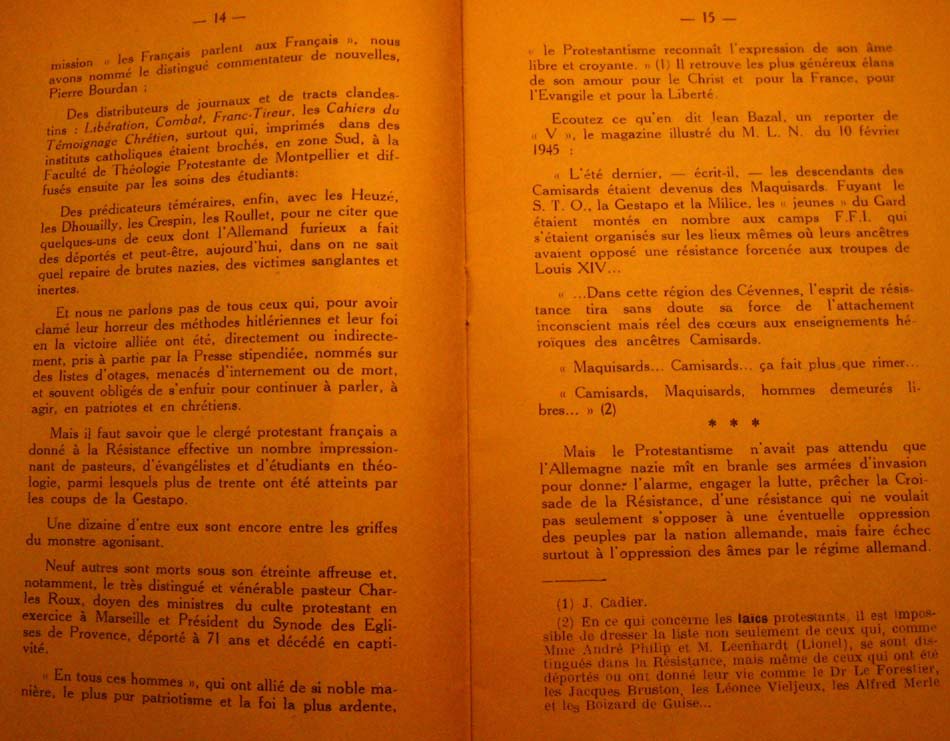 — 14 —
mission « les Français parlent aux Français », nous
avons nommé le distingué commentateur de nouvelles,
Pierre Bourdan ;
Des distributeurs de journaux et de tracts clandes-
tins : Libération, Combat, Franc-Tireur, les Cahiers du
Témoignage Chrétien, surtout qui, imprimés dans des
instituts catholiques étaient brochés, en zone Sud, à la
Faculté de Théologie Protestante de Montpellier et dif-
fusés ensuite par les soins des étudiants:
Des prédicateurs téméraires, enfin, avec les Heuzé,
les Dhouailly, les Crespin, les Roullet, pour ne citer que
quelques-uns de ceux dont l'Allemand furieux a fait
des déportés et peut-être, aujourd'hui, dans on ne sait
quel repaire de brutes nazies, des victimes sanglantes et
inertes.
Et nous ne parlons pas de tous ceux qui, pour avoir
clamé leur horreur des méthodes hitlériennes et leur foi
en la victoire alliée ont été, directement ou indirecte-
ment, pris à partie par la Presse stipendiée, nommés sur
des listes d'otages, menacés d'internement ou de mort,
et souvent obligés de s'enfuir pour continuer à parler, à
agir, en patriotes et en chrétiens.
Mais il faut savoir que le clergé protestant français a
donné à la Résistance effective un nombre impression-
nant de pasteurs, d'évangélistes et d'étudiants en théo-
logie, parmi lesquels plus de trente ont été atteints par
les coups de la Gestapo.
Une dizaine d'entre eux sont encore entre les griffes
du monstre agonisant.
Neuf autres sont morts sous son étreinte affreuse et,
notamment, le très distingué et vénérable pasteur Char-
les Roux, doyen des ministres du culte protestant en
exercice à Marseille et Président du Synode des Egli-
ses de Provence, déporté à 71 ans et décédé en capti-
vité.
« En tous ces hommes », qui ont allié de si noble ma-
nière, le plus pur patriotisme et la foi la plus ardente,
— 15 —
« le Protestantisme reconnaît l'expression de son âme
libre et croyante. » (1) Il retrouve les plus généreux élans
de son amour pour le Christ et pour la France, pour
l'Evangile et pour la Liberté.
Ecoutez ce qu'en dit Jean Bazal, un reporter de
« V », le magazine illustré du M. L. N. du 10 février
1945 :
« L'été dernier, — écrit-il, — les descendants des
Camisards étaient devenus des Maquisards. Fuyant le
S. T. O., la Gestapo et la Milice, les « jeunes » du Gard
étaient montés en nombre aux camps F.F.I. qui
s'étaient organisés sur les lieux mêmes où leurs ancêtres
avaient opposé une résistance forcenée aux troupes de
Louis XIV...
« ...Dans cette région des Cévennes, l'esprit de résis-
tance tira sans doute sa force de l'attachement
inconscient mais réel des cœurs aux enseignements hé-
roïques des ancêtres Camisards.
« Maquisards... Camisards... ça fait plus que rimer...
« Camisards, Maquisards, hommes demeurés li-
bres... » (2)
* * *
Mais le Protestantisme n'avait pas attendu que
l'Allemagne nazie mît en branle ses armées d'invasion
pour donner l'alarme, engager la lutte, prêcher la Croi-
sade de la Résistance, d'une résistance qui ne voulait
pas seulement s'opposer à une éventuelle oppression
des peuples par la nation allemande, mais faire échec
surtout à l'oppression des âmes par le régime allemand.
(1) J. Cadier.
(2) En ce qui concerne les laïcs protestants, il est impos-
sible de dresser la liste non seulement de ceux qui, comme
Mme André Philip et M. Leenhardt (Lionel), se sont dis-
tingués dans la Résistance, mais même de ceux qui ont été
déportés ou ont donné leur vie comme le Dr Le Forestier,
les Jacques Bruston, les Léonce Vieljeux, les Alfred Merle
et les Boizard de Guise...